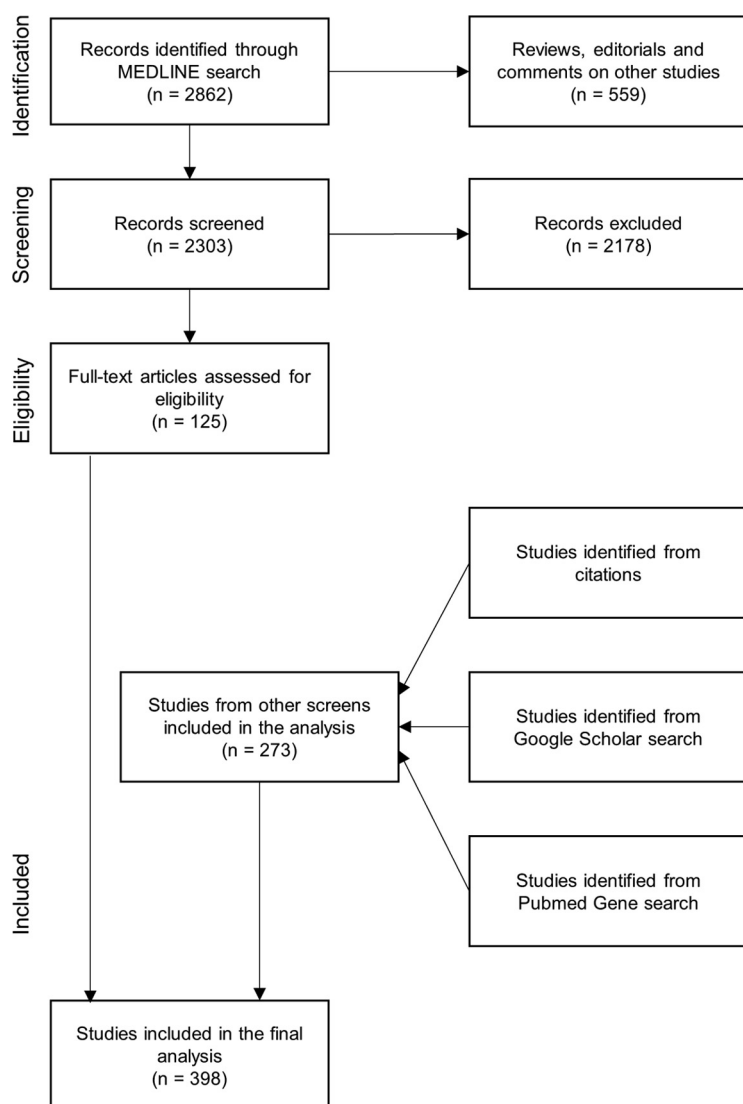 Identification
Records identified through
MEDLINE search
(n = 2862)
Reviews, editorials and
comments on other studies
(n = 559)
Screening
Records screened
(n = 2303)
Records excluded
(n = 2178)
Eligibility
Full-text articles assessed for
eligibility
(n = 125)
Studies identified from
citations
Studies from other screens
included in the analysis
(n = 273)
Studies identified from
Google Scholar search
Studies identified from
Pubmed Gene search
Included
Studies included in the final
analysis
(n = 398)